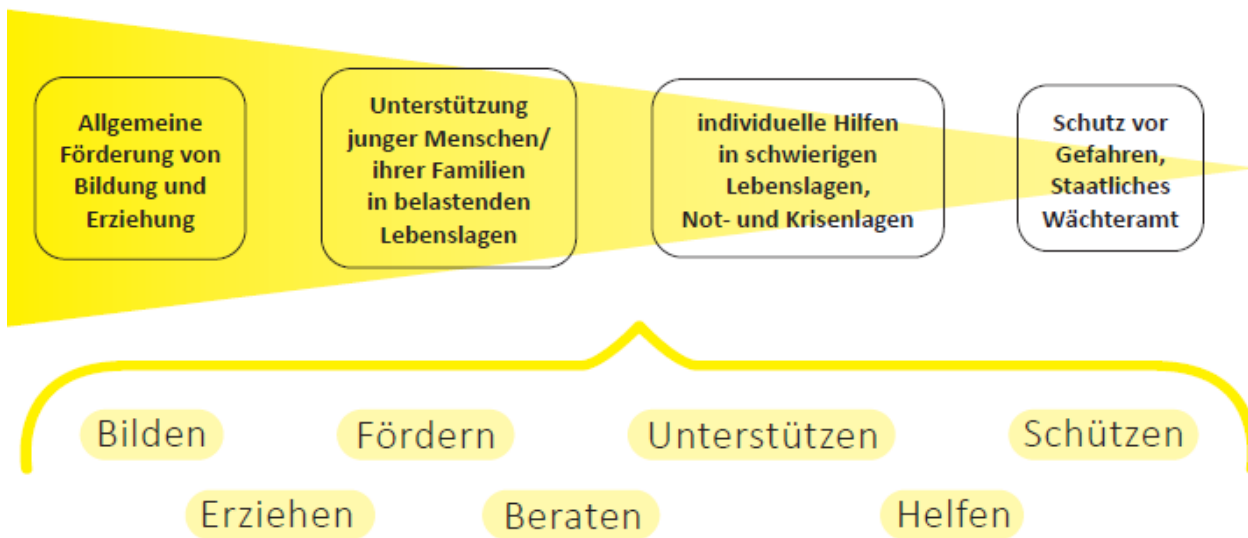 Allgemeine
Förderung von
Bildung und
Erziehung
Unterstützung
junger Menschen/
ihrer Familien
in belastenden
Lebenslagen
individuelle Hilfen
in schwierigen
Lebenslagen,
Not- und Krisenlagen
Schutz vor
Gefahren,
Staatliches
Wächteramt
Bilden
Fördern
Unterstützen
Schützen
Erziehen
Beraten
Helfen